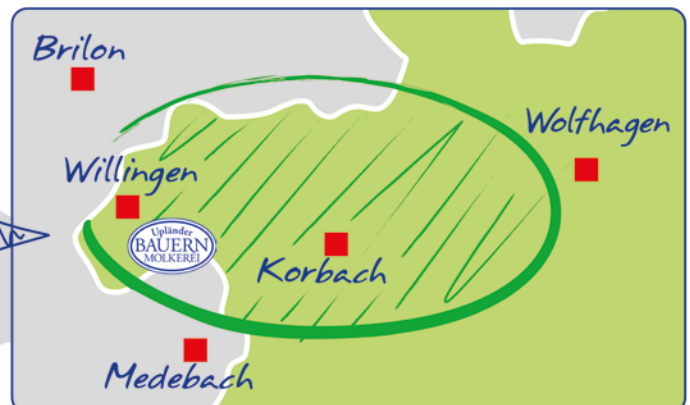 Brilon
Wolfhagen
Willingen
Upländer
BAUERN
MOLKEREI
Korbach
Medebach